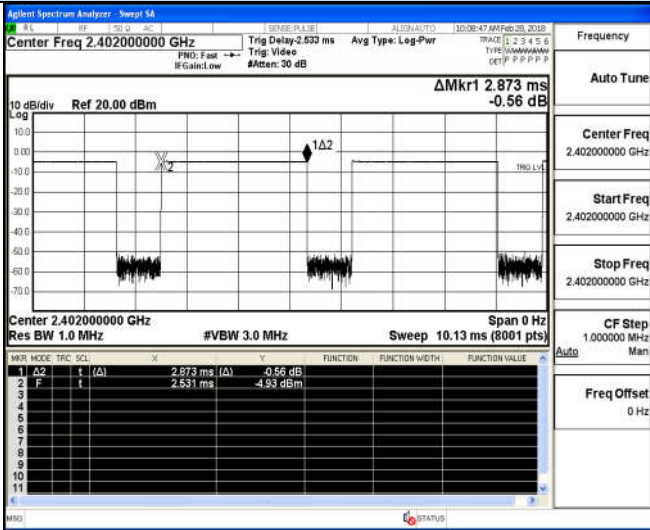 Agilent Spectrum Analyzer - Swept SA
RL RF 50 Ω AC SENSE:PULSE ALIGN AUTO 10:08:47 AM Feb 28, 2018
Center Freq 2.402000000 GHz
PNO: Fast
IFGain:Low
Trig Delay-2.533 ms
Trig: Video
#Atten: 30 dB
Avg Type: Log-Pwr
TRACE 1 2 3 4 5 6
TYPE WWWWWW
DET P P P P P P
ΔMkr1 2.873 ms
-0.56 dB
10 dB/div Ref 20.00 dBm
Log
10.0
0.00
-10.0
-20.0
-30.0
-40.0
-50.0
-60.0
-70.0
X2
1Δ2
TRIG LVL
Center 2.402000000 GHz Span 0 Hz
Res BW 1.0 MHz #VBW 3.0 MHz Sweep 10.13 ms (8001 pts)
MKR MODE TRC SCL X Y FUNCTION FUNCTION WIDTH FUNCTION VALUE
1 Δ2 t (Δ) 2.873 ms (Δ) -0.56 dB
2 F t 2.531 ms -4.93 dBm
3
4
5
6
7
8
9
10
11
MSG STATUS
Frequency
Auto Tune
Center Freq
2.402000000 GHz
Start Freq
2.402000000 GHz
Stop Freq
2.402000000 GHz
CF Step
1.000000 MHz
Auto Man
Freq Offset
0 Hz